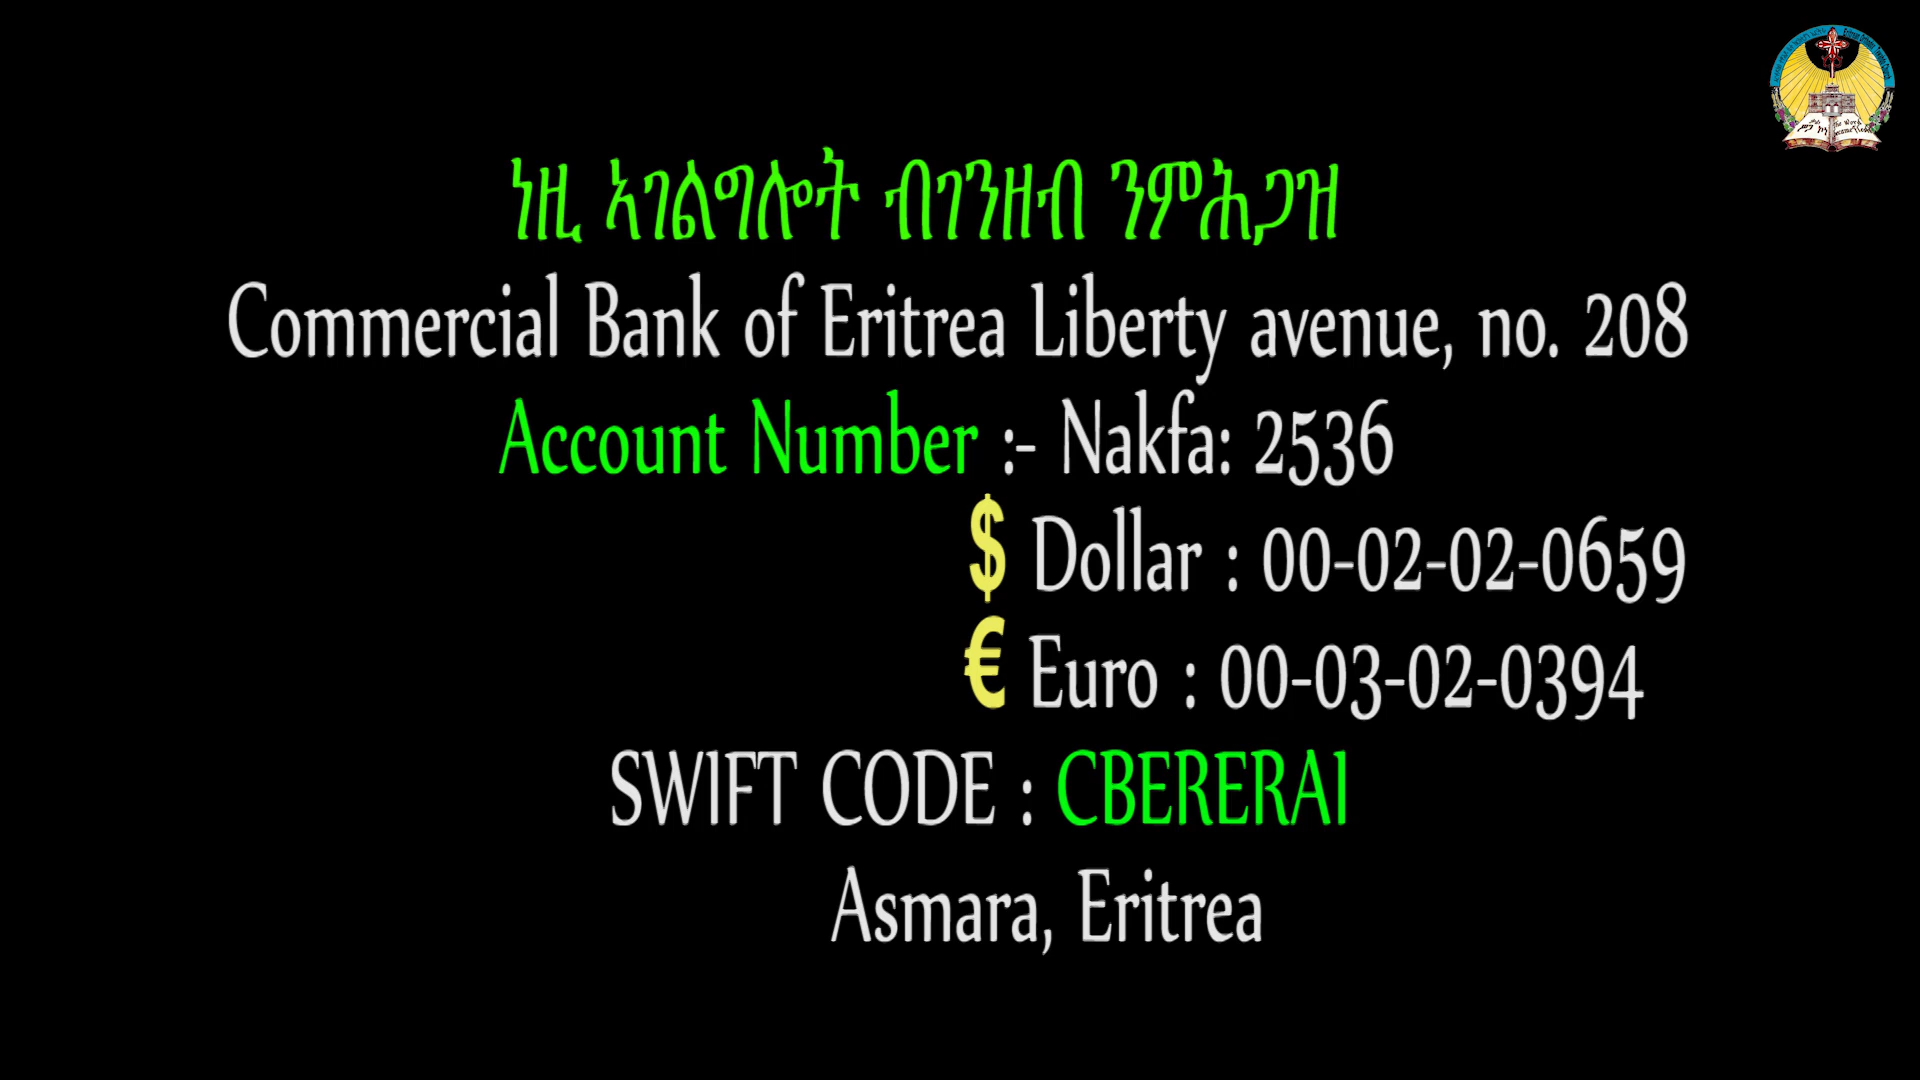 ነዚ ኣገልግሎት ብገንዘብ ንምሕጋዝ
Commercial Bank of Eritrea Liberty avenue, no. 208
Account Number :- Nakfa: 2536
$ Dollar : 00-02-02-0659
€ Euro : 00-03-02-0394
SWIFT CODE : CBERERAI
Asmara, Eritrea